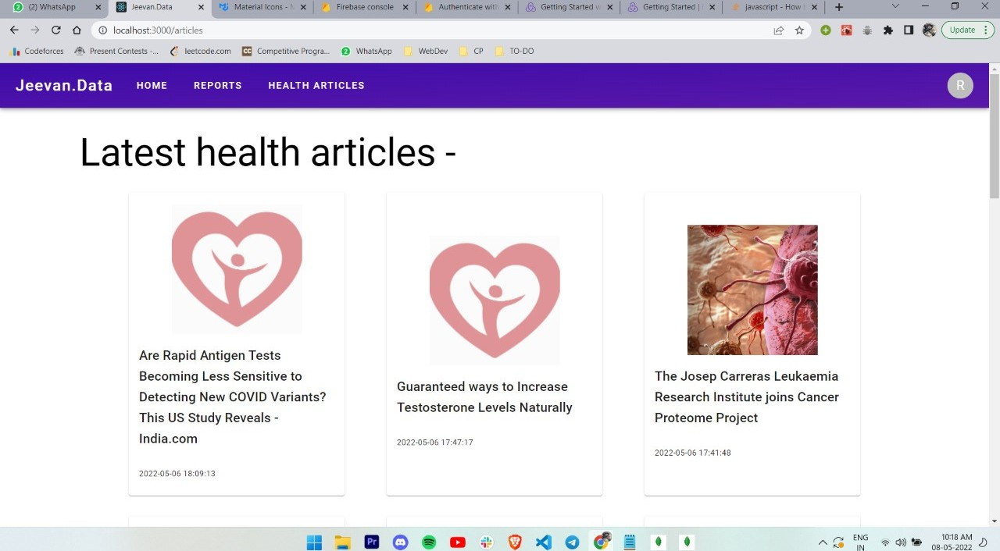 (2) WhatsApp
Jeevan.Data
Material Icons - M
Firebase console
Authenticate with
Getting Started w
Getting Started |
javascript - How t
localhost:3000/articles
Update
Codeforces
Present Contests -...
leetcode.com
CC
Competitive Progra...
WhatsApp
WebDev
CP
TO-DO
Jeevan.Data HOME REPORTS HEALTH ARTICLES R
Latest health articles -
Are Rapid Antigen Tests
Becoming Less Sensitive to
Detecting New COVID Variants?
This US Study Reveals -
India.com
2022-05-06 18:09:13
Guaranteed ways to Increase
Testosterone Levels Naturally
2022-05-06 17:47:17
The Josep Carreras Leukaemia
Research Institute joins Cancer
Proteome Project
2022-05-06 17:41:48
Pr
ENG
IN
10:18 AM
08-05-2022